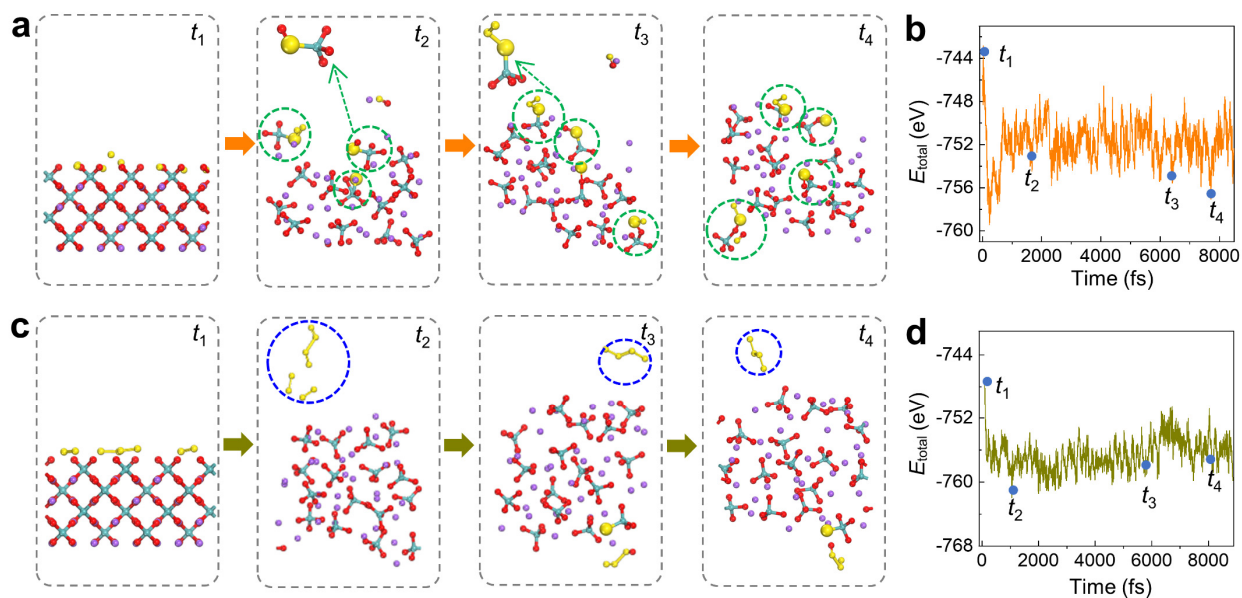 a
t1
t2
t3
t4
b
-744
-748
-752
-756
-760
Etotal (eV)
t1
t2
t3
t4
0 2000 4000 6000 8000
Time (fs)
c
t1
t2
t3
t4
d
-744
-752
-760
-768
Etotal (eV)
t1
t2
t3
t4
0 2000 4000 6000 8000
Time (fs)